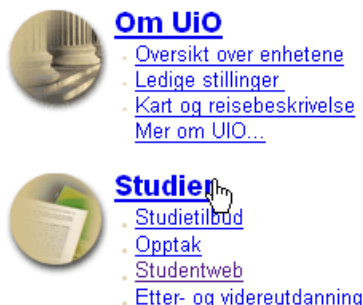 Om UiO
Oversikt over enhetene
Ledige stillinger
Kart og reisebeskrivelse
Mer om UIO...
Studier
Studietilbud
Opptak
Studentweb
Etter- og videreutdanning